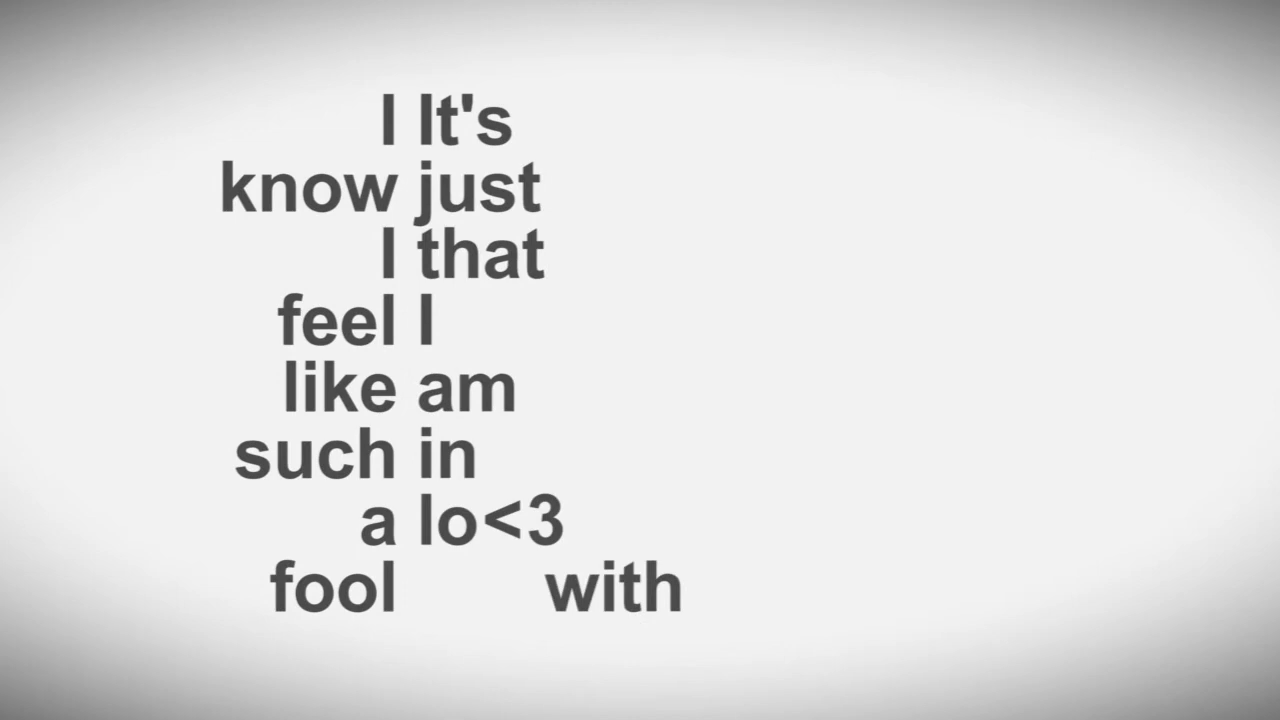 I It's
know just
I that
feel I
like am
such in
a lo<3
fool with